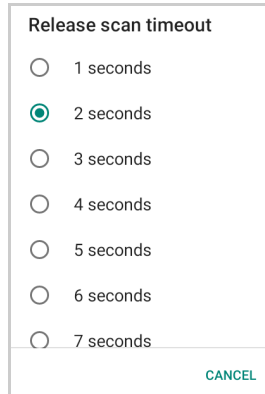 Release scan timeout
1 seconds
2 seconds
3 seconds
4 seconds
5 seconds
6 seconds
7 seconds
CANCEL